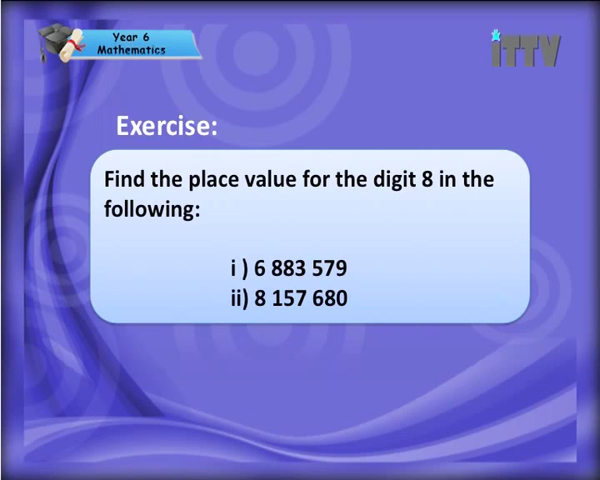 Year 6
Mathematics
iTTV
Exercise:
Find the place value for the digit 8 in the
following:
i ) 6 883 579
ii) 8 157 680